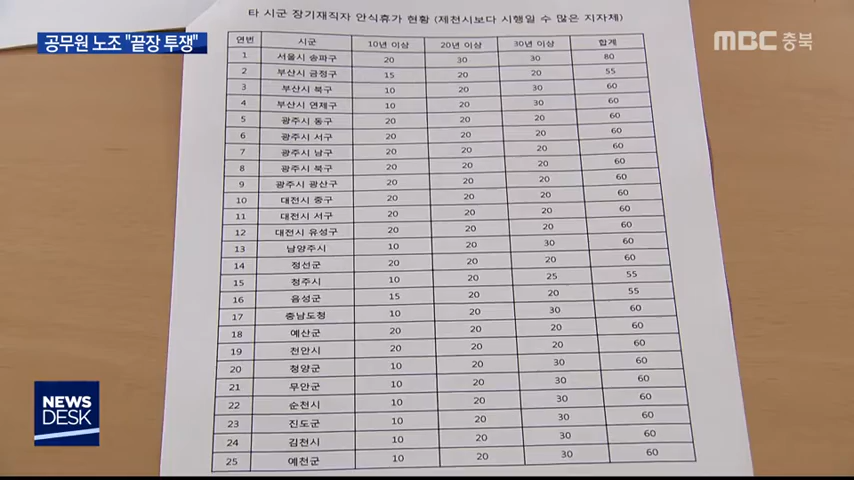 타 시군 장기재직자 안식휴가 현황 (제천시보다 시행일 수 많은 지자체)
공무원 노조 "끝장 투쟁"
MBC 충북
연번 시군 10년 이상 20년 이상 30년 이상 합계
1 서울시 송파구 20 30 30 80
2 부산시 금정구 15 20 20 55
3 부산시 북구 10 20 30 60
4 부산시 연제구 10 20 30 60
5 광주시 동구 20 20 20 60
6 광주시 서구 20 20 20 60
7 광주시 남구 20 20 20 60
8 광주시 북구 20 20 20 60
9 광주시 광산구 20 20 20 60
10 대전시 중구 20 20 20 60
11 대전시 서구 20 20 20 60
12 대전시 유성구 20 20 20 60
13 남양주시 10 20 30 60
14 정선군 20 20 20 60
15 청주시 10 20 25 55
16 음성군 15 20 20 55
17 충남도청 10 20 30 60
18 예산군 20 20 20 60
19 천안시 20 20 20 60
20 청양군 10 20 30 60
21 무안군 10 20 30 60
22 순천시 10 20 30 60
23 진도군 10 20 30 60
24 김천시 10 20 30 60
25 예천군 10 20 30 60
NEWS
DESK